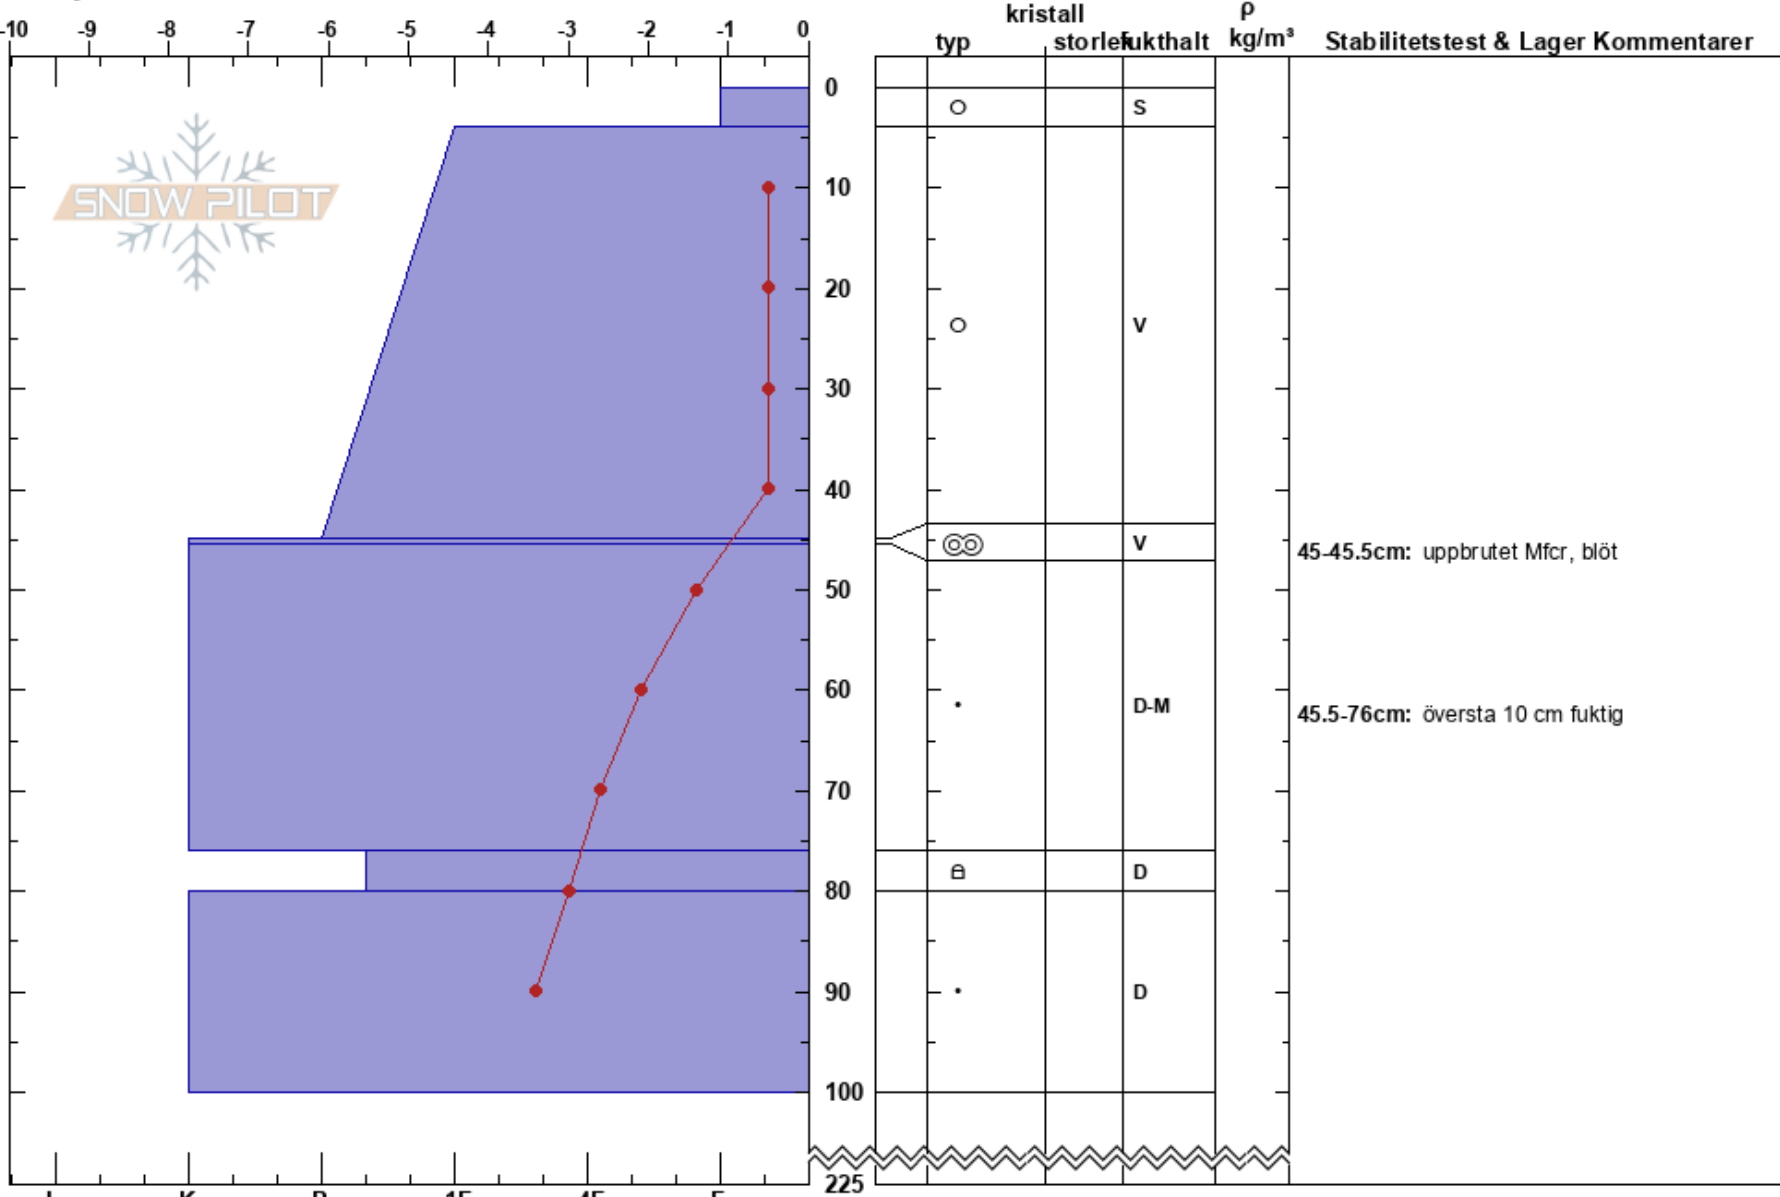 kristall
ρ
-10 -9 -8 -7 -6 -5 -4 -3 -2 -1 0
typ fukthalt kg/m³ Stabilitetstest & Lager Kommentarer
0
S
10
SNOW PILOT
20
V
30
40
V
45-45.5cm: uppbrutet Mfcr, blöt
50
60
D-M
45.5-76cm: översta 10 cm fuktig
70
D
80
90
D
100
225